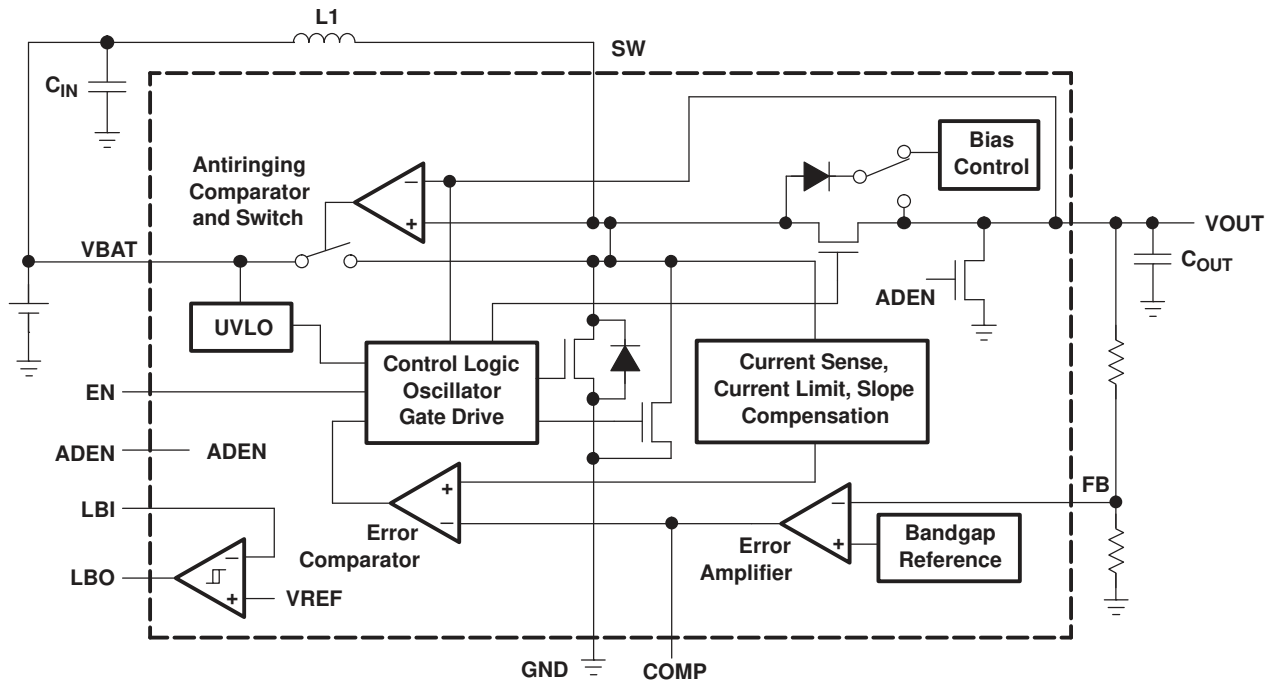 L1
SW
CIN
Antiringing
Comparator
and Switch
Bias
Control
−
+
VBAT
VOUT
COUT
ADEN
UVLO
Control Logic
Oscillator
Gate Drive
Current Sense,
Current Limit, Slope
Compensation
EN
ADEN
ADEN
LBI
LBO
−
+
VREF
+
−
Error
Comparator
FB
−
+
Error
Amplifier
Bandgap
Reference
GND
COMP